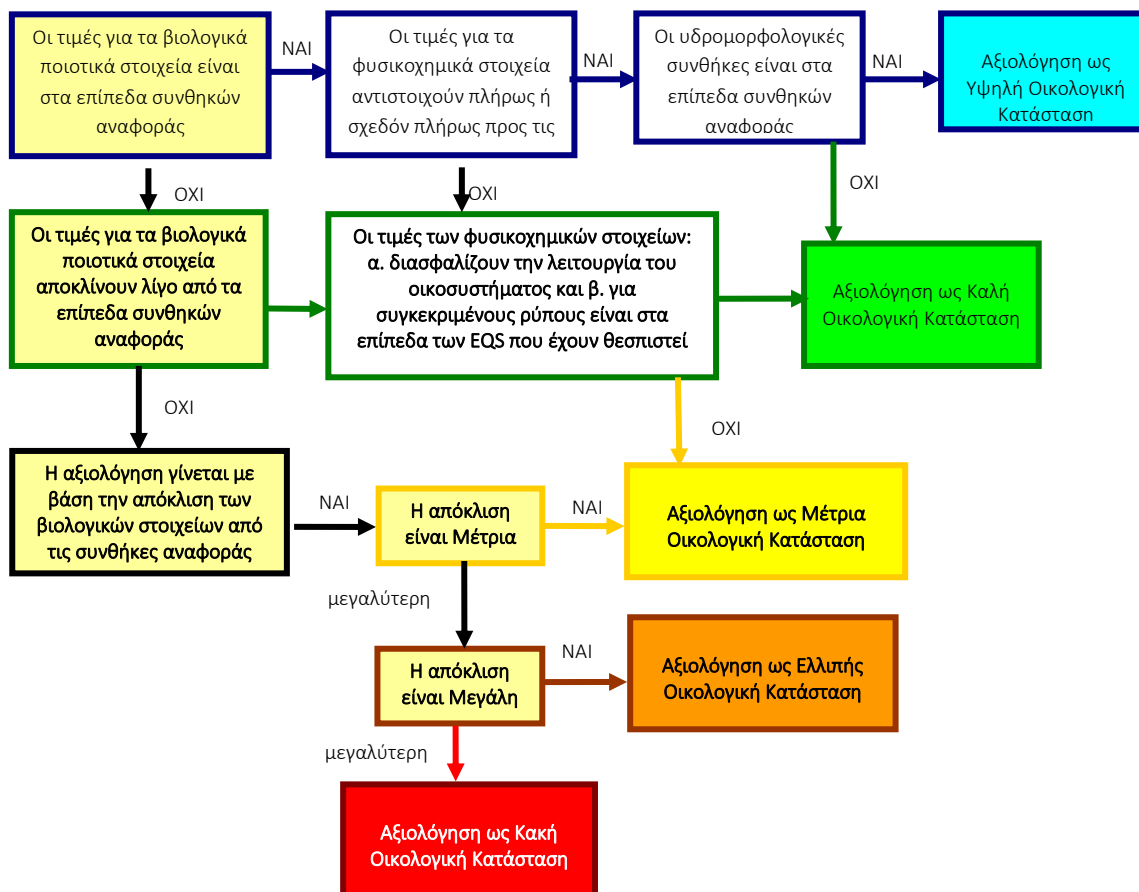 Οι τιμές για τα βιολογικά
ποιοτικά στοιχεία είναι
στα επίπεδα συνθηκών
αναφοράς
ΝΑΙ
Οι τιμές για τα
φυσικοχημικά στοιχεία
αντιστοιχούν πλήρως ή
σχεδόν πλήρως προς τις
ΝΑΙ
Οι υδρομορφολογικές
συνθήκες είναι στα
επίπεδα συνθηκών
αναφοράς
ΝΑΙ
Αξιολόγηση ως
Υψηλή Οικολογική
Κατάσταση
ΟΧΙ
ΟΧΙ
ΟΧΙ
Οι τιμές για τα βιολογικά
ποιοτικά στοιχεία
αποκλίνουν λίγο από τα
επίπεδα συνθηκών
αναφοράς
Οι τιμές των φυσικοχημικών στοιχείων:
α. διασφαλίζουν την λειτουργία του
οικοσυστήματος και β. για
συγκεκριμένους ρύπους είναι στα
επίπεδα των EQS που έχουν θεσπιστεί
Αξιολόγηση ως Καλή
Οικολογική Κατάσταση
ΟΧΙ
ΟΧΙ
Η αξιολόγηση γίνεται με
βάση την απόκλιση των
βιολογικών στοιχείων από
τις συνθήκες αναφοράς
ΝΑΙ
Η απόκλιση
είναι Μέτρια
ΝΑΙ
Αξιολόγηση ως Μέτρια
Οικολογική Κατάσταση
μεγαλύτερη
Η απόκλιση
είναι Μεγάλη
ΝΑΙ
Αξιολόγηση ως Ελλιπής
Οικολογική Κατάσταση
μεγαλύτερη
Αξιολόγηση ως Κακή
Οικολογική Κατάσταση